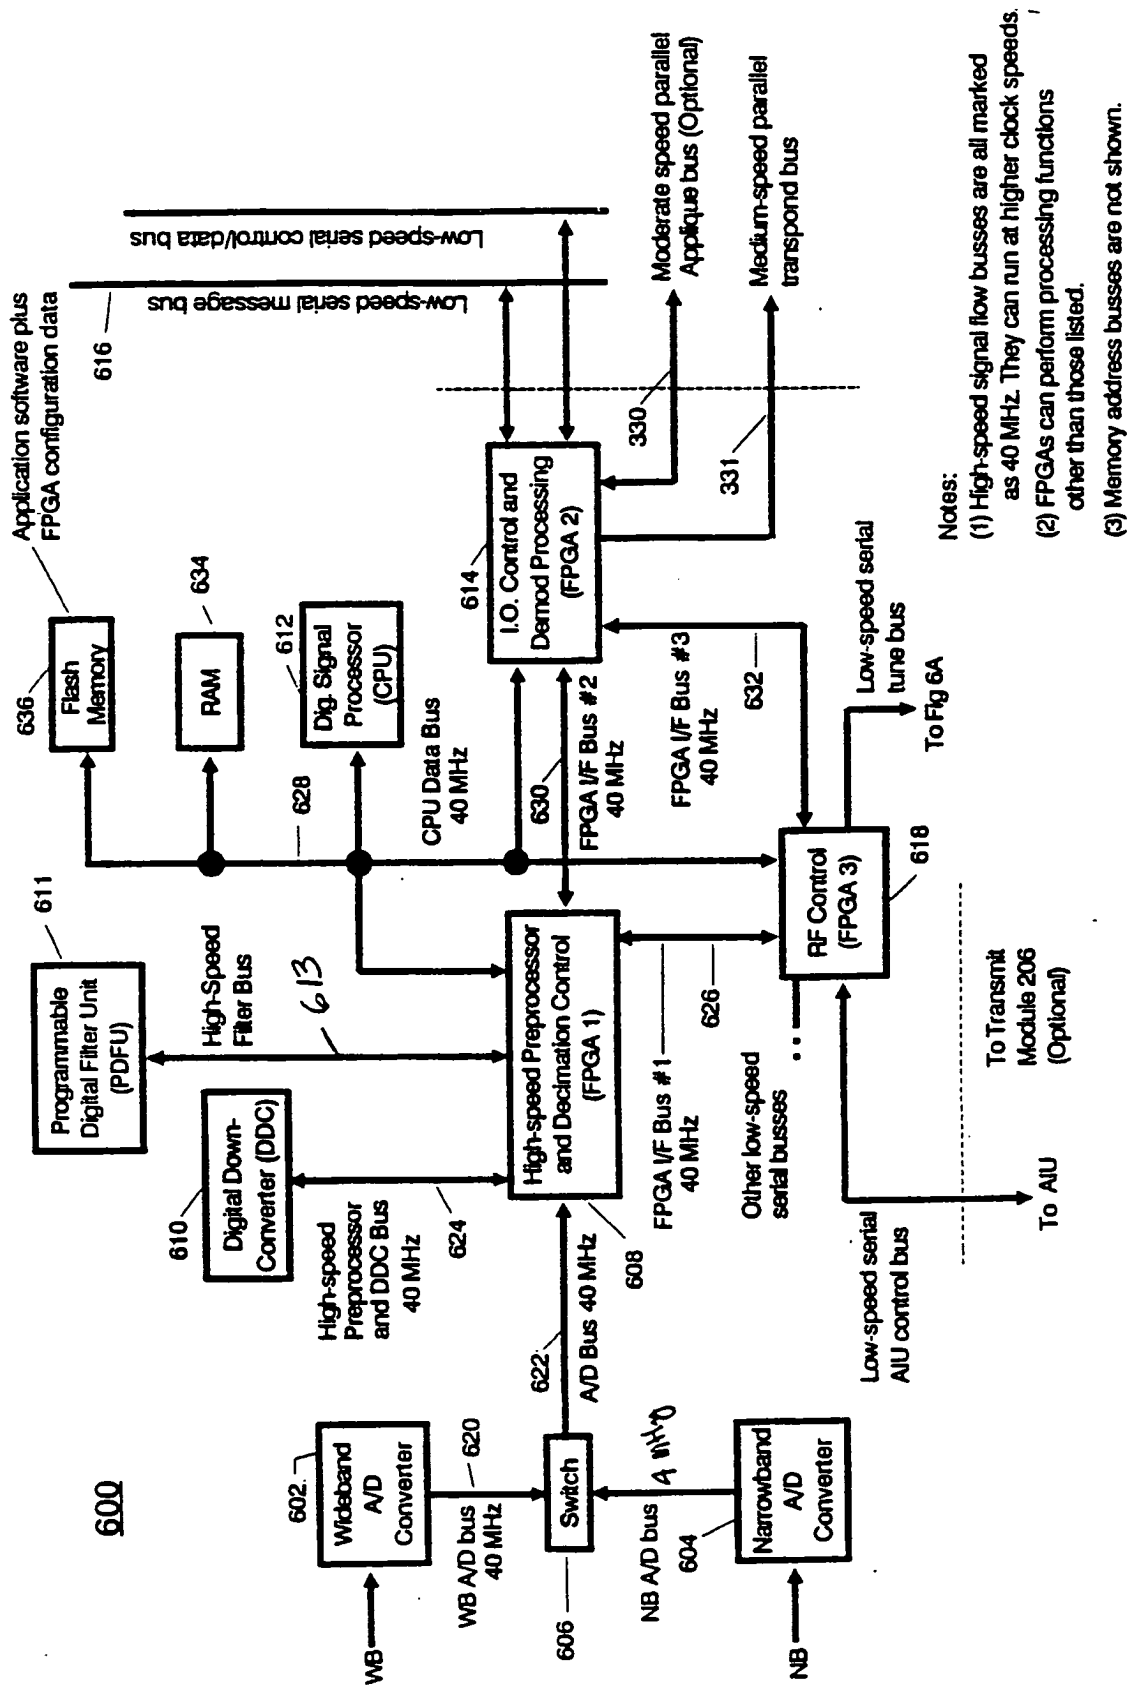 600
WB
602
Wideband
A/D
Converter
620
WB A/D bus
40 MHz
606
Switch
NB A/D bus
604
NB
Narrowband
A/D
Converter
622
A/D Bus 40 MHz
608
610
Digital Down-
Converter (DDC)
High-speed
Preprocessor
and DDC Bus
40 MHz
624
611
Programmable
Digital Filter Unit
(PDFU)
High-Speed
Filter Bus
613
High-speed Preprocessor
and Decimation Control
(FPGA 1)
FPGA I/F Bus #1
40 MHz
626
Other low-speed
serial busses
Low-speed serial
AIU control bus
To AIU
To Transmit
Module 206
(Optional)
RF Control
(FPGA 3)
618
Low-speed serial
tune bus
To Fig 6A
636
Flash
Memory
Application software plus
FPGA configuration data
634
RAM
612
Dig. Signal
Processor
(CPU)
628
CPU Data Bus
40 MHz
630
FPGA I/F Bus #2
40 MHz
FPGA I/F Bus #3
40 MHz
632
614
I.O. Control and
Demod Processing
(FPGA 2)
616
Low-speed serial message bus
Low-speed serial control/data bus
330
Moderate speed parallel
Applique bus (Optional)
331
Medium-speed parallel
transpond bus
Notes:
(1) High-speed signal flow busses are all marked
as 40 MHz. They can run at higher clock speeds.
(2) FPGAs can perform processing functions
other than those listed.
(3) Memory address busses are not shown.